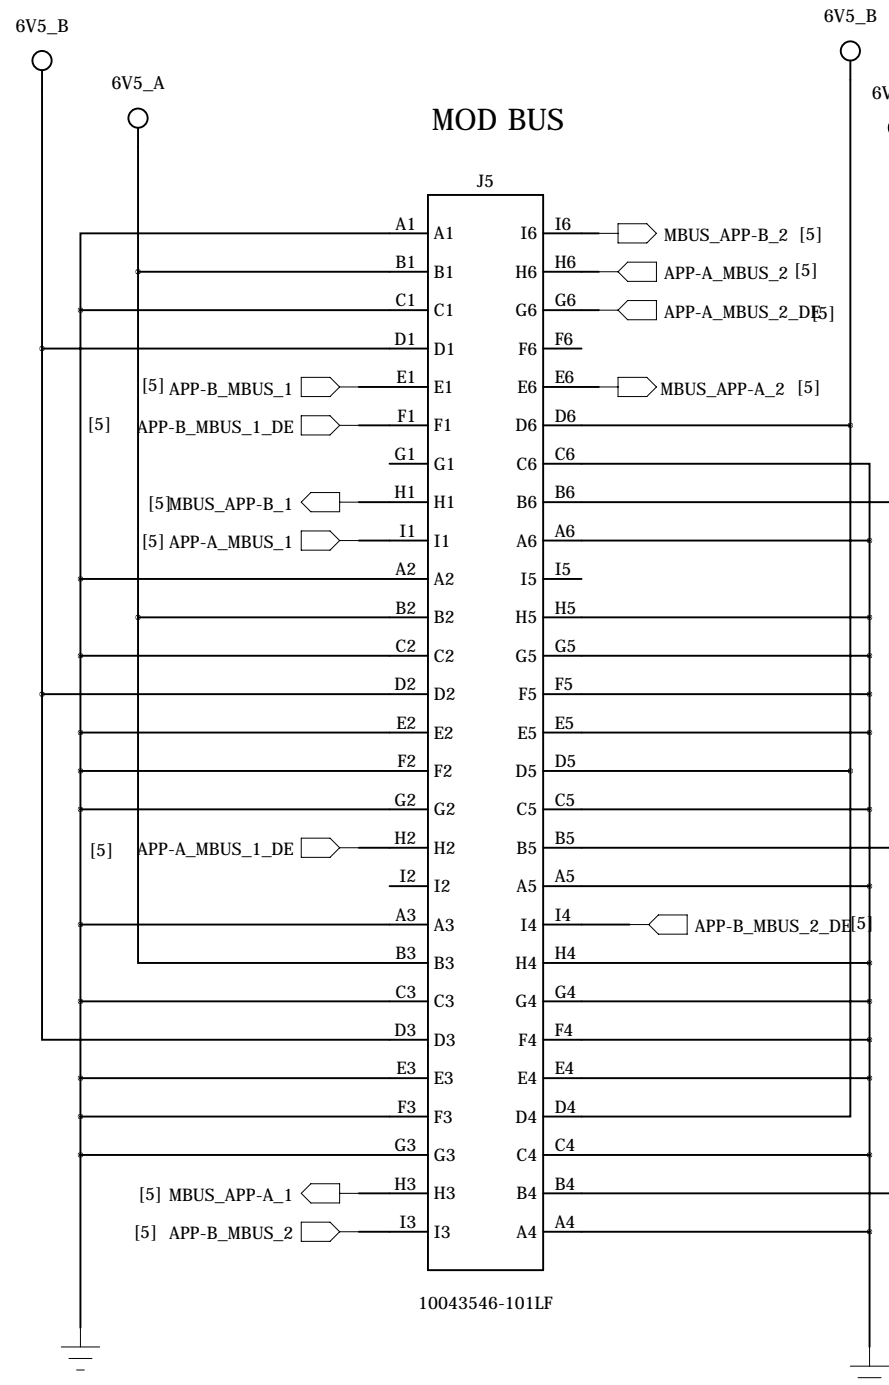 6V5_B
6V5_B
6V5_A
6V
MOD BUS
J5
A1 A1 I6 I6 MBUS_APP-B_2 [5]
B1 B1 H6 H6 APP-A_MBUS_2 [5]
C1 C1 G6 G6 APP-A_MBUS_2_DE [5]
D1 D1 F6 F6
[5] APP-B_MBUS_1 E1 E1 E6 E6 MBUS_APP-A_2 [5]
[5] APP-B_MBUS_1_DE F1 F1 D6 D6
G1 G1 C6 C6
[5] MBUS_APP-B_1 H1 H1 B6 B6
[5] APP-A_MBUS_1 I1 I1 A6 A6
A2 A2 I5 I5
B2 B2 H5 H5
C2 C2 G5 G5
D2 D2 F5 F5
E2 E2 E5 E5
F2 F2 D5 D5
G2 G2 C5 C5
[5] APP-A_MBUS_1_DE H2 H2 B5 B5
I2 I2 A5 A5
A3 A3 I4 I4 APP-B_MBUS_2_DE [5]
B3 B3 H4 H4
C3 C3 G4 G4
D3 D3 F4 F4
E3 E3 E4 E4
F3 F3 D4 D4
G3 G3 C4 C4
[5] MBUS_APP-A_1 H3 H3 B4 B4
[5] APP-B_MBUS_2 I3 I3 A4 A4
10043546-101LF